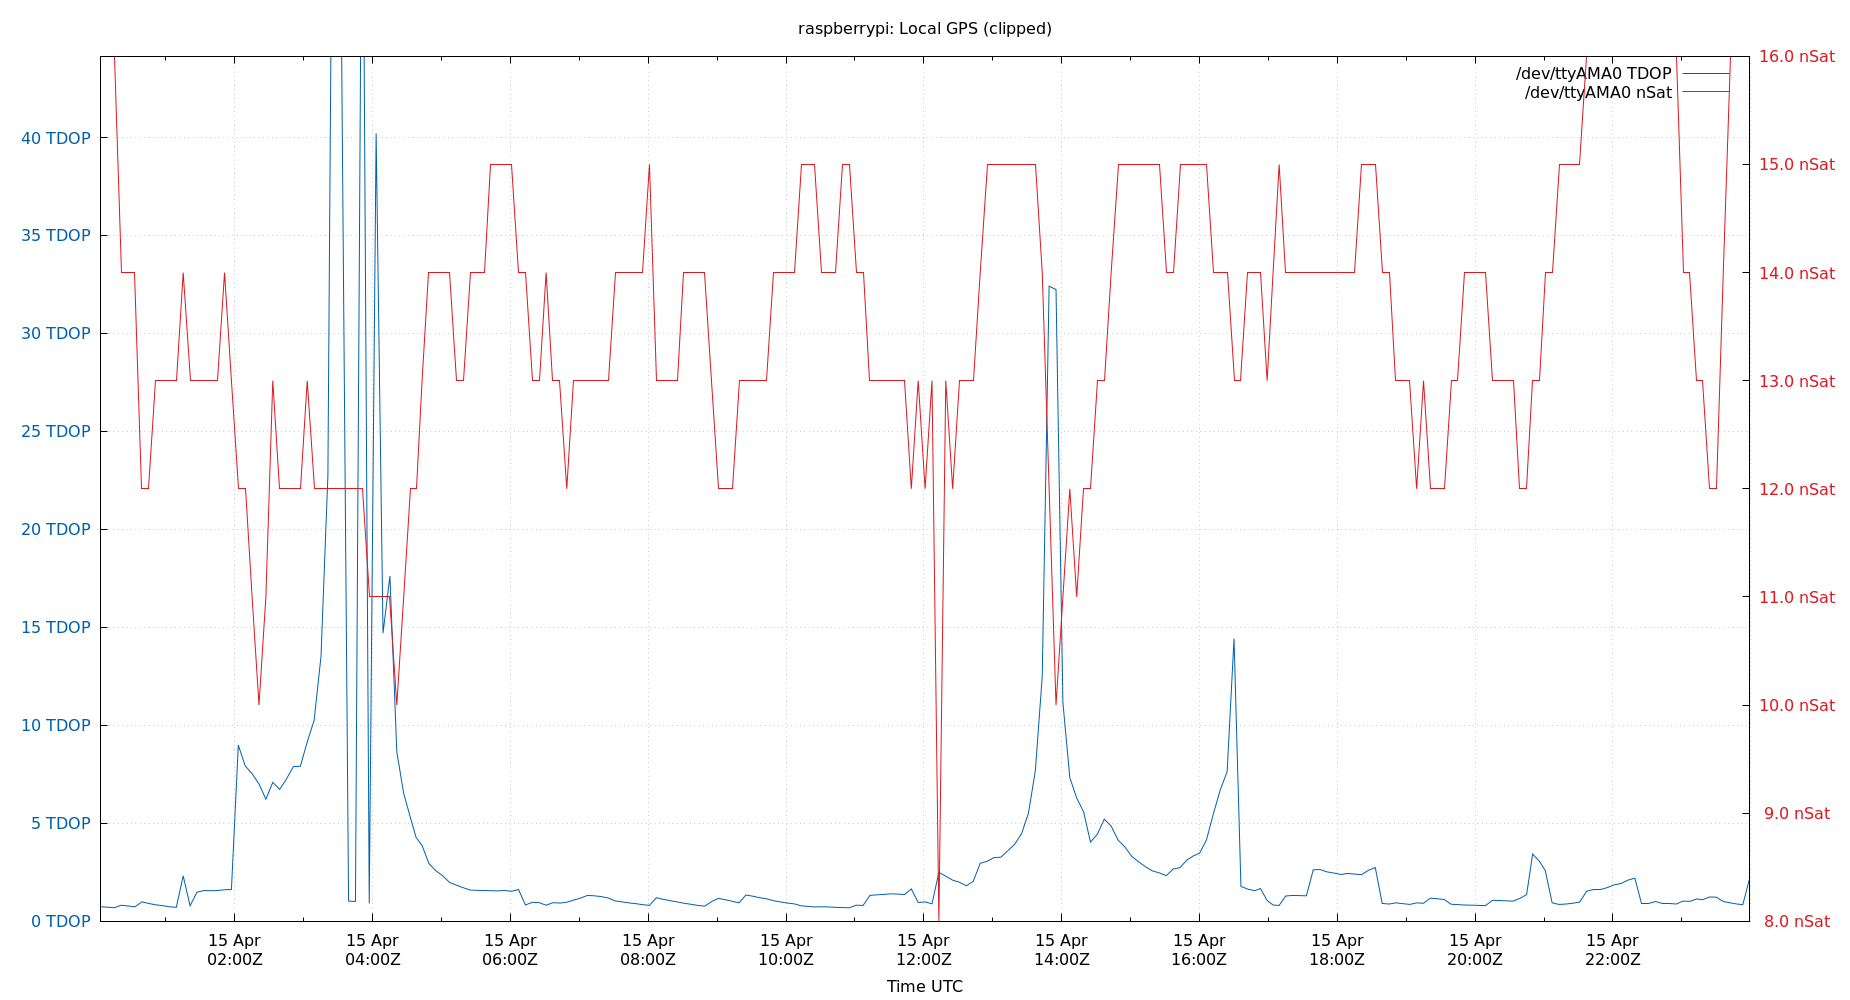 raspberrypi: Local GPS (clipped)
/dev/ttyAMA0 TDOP
/dev/ttyAMA0 nSat
40 TDOP
35 TDOP
30 TDOP
25 TDOP
20 TDOP
15 TDOP
10 TDOP
5 TDOP
0 TDOP
16.0 nSat
15.0 nSat
14.0 nSat
13.0 nSat
12.0 nSat
11.0 nSat
10.0 nSat
9.0 nSat
8.0 nSat
15 Apr
02:00Z
15 Apr
04:00Z
15 Apr
06:00Z
15 Apr
08:00Z
15 Apr
10:00Z
15 Apr
12:00Z
15 Apr
14:00Z
15 Apr
16:00Z
15 Apr
18:00Z
15 Apr
20:00Z
15 Apr
22:00Z
Time UTC